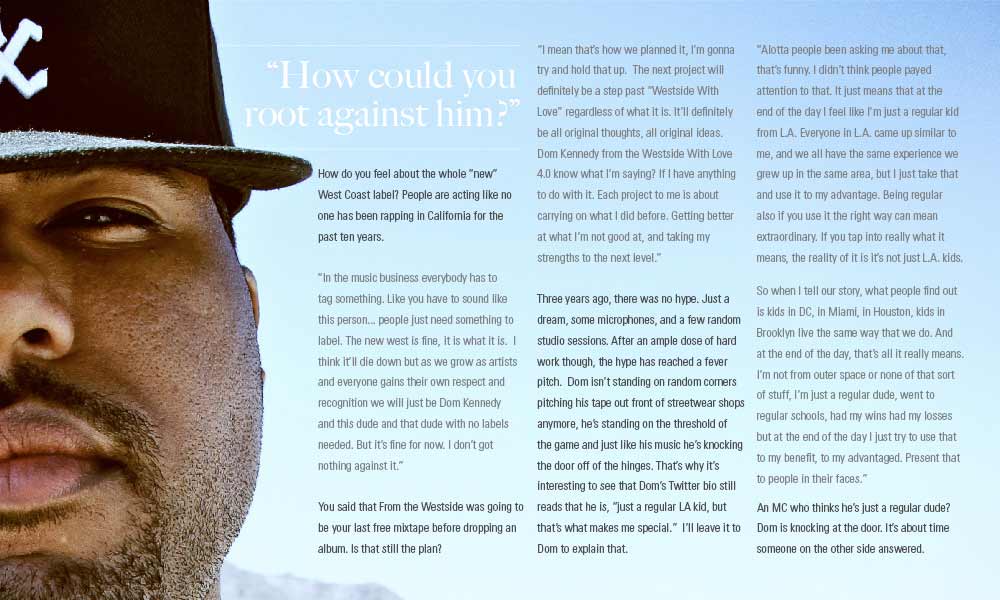 “How could you
root against him?”
How do you feel about the whole “new”
West Coast label? People are acting like no
one has been rapping in California for the
past ten years.
“In the music business everybody has to
tag something. Like you have to sound like
this person... people just need something to
label. The new west is fine, it is what it is. I
think it’ll die down but as we grow as artists
and everyone gains their own respect and
recognition we will just be Dom Kennedy
and this dude and that dude with no labels
needed. But it’s fine for now. I don’t got
nothing against it.”
You said that From the Westside was going to
be your last free mixtape before dropping an
album. Is that still the plan?
“I mean that’s how we planned it, I’m gonna
try and hold that up. The next project will
definitely be a step past “Westside With
Love” regardless of what it is. It’ll definitely
be all original thoughts, all original ideas.
Dom Kennedy from the Westside With Love
4.0 know what I’m saying? If I have anything
to do with it. Each project to me is about
carrying on what I did before. Getting better
at what I’m not good at, and taking my
strengths to the next level.”
Three years ago, there was no hype. Just a
dream, some microphones, and a few random
studio sessions. After an ample dose of hard
work though, the hype has reached a fever
pitch. Dom isn’t standing on random corners
pitching his tape out front of streetwear shops
anymore, he’s standing on the threshold of
the game and just like his music he’s knocking
the door off of the hinges. That’s why it’s
interesting to see that Dom’s Twitter bio still
reads that he is, “just a regular LA kid, but
that’s what makes me special.” I’ll leave it to
Dom to explain that.
“Alotta people been asking me about that,
that’s funny. I didn’t think people payed
attention to that. It just means that at the
end of the day I feel like I’m just a regular kid
from L.A. Everyone in L.A. came up similar to
me, and we all have the same experience we
grew up in the same area, but I just take that
and use it to my advantage. Being regular
also if you use it the right way can mean
extraordinary. If you tap into really what it
means, the reality of it is it’s not just L.A. kids.
So when I tell our story, what people find out
is kids in DC, in Miami, in Houston, kids in
Brooklyn live the same way that we do. And
at the end of the day, that’s all it really means.
I’m not from outer space or none of that sort
of stuff, I’m just a regular dude, went to
regular schools, had my wins had my losses
but at the end of the day I just try to use that
to my benefit, to my advantaged. Present that
to people in their faces.”
An MC who thinks he’s just a regular dude?
Dom is knocking at the door. It’s about time
someone on the other side answered.